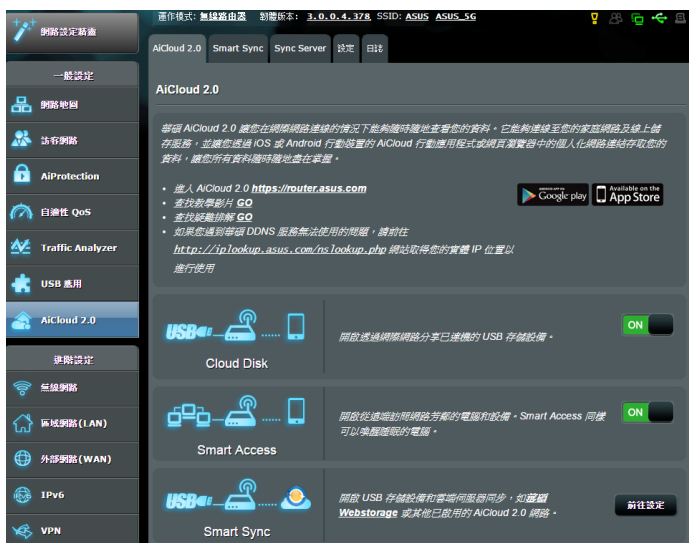 運作模式: 無線路由器 韌體版本: 3.0.0.4.378 SSID: ASUS ASUS_5G
網路設定精靈
一般設定
網路地圖
訪客網路
AiProtection
自適性 QoS
Traffic Analyzer
USB 應用
AiCloud 2.0
進階設定
無線網路
區域網路(LAN)
外部網路(WAN)
IPv6
VPN
AiCloud 2.0 Smart Sync Sync Server 設定 日誌
AiCloud 2.0
華碩 AiCloud 2.0 讓您在網際網路連線的情況下能夠隨時隨地查看您的資料。它能夠連線至您的家庭網路及線上儲
存服務,並讓您透過 iOS 或 Android 行動裝置的 AiCloud 行動應用程式或網頁瀏覽器中的個人化網路連結存取您的
資料,讓您所有資料隨時隨地盡在掌握。
• 進入 AiCloud 2.0 https://router.asus.com
• 查找教學影片 GO
• 查找疑難排解 GO
• 如果您遇到華碩 DDNS 服務無法使用的問題,請前往
http://iplookup.asus.com/nslookup.php 網站取得您的實體 IP 位置以
進行使用
ANDROID APP ON
Google play
Available on the
App Store
USB
Cloud Disk
開啟透過網際網路分享已連機的 USB 存儲設備。
ON
Smart Access
開啟從遠端訪問網路芳鄰的電腦和設備。Smart Access 同樣
可以喚醒睡眠的電腦。
ON
USB
Smart Sync
開啟 USB 存儲設備和雲端伺服器同步,如華碩
Webstorage 或其他已啟用的 AiCloud 2.0 網路。
前往設定